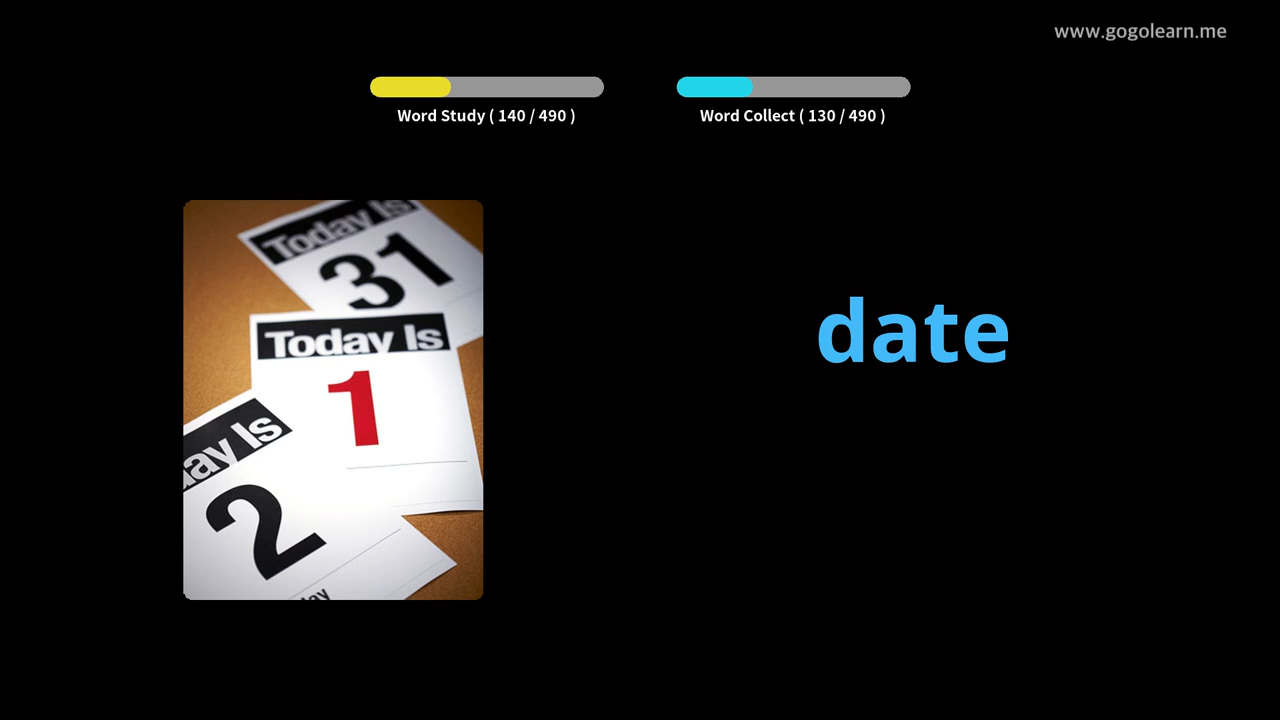 www.gogolearn.me
Word Study ( 140 / 490 )
Word Collect ( 130 / 490 )
Today Is
31
Today Is
1
date
day Is
2